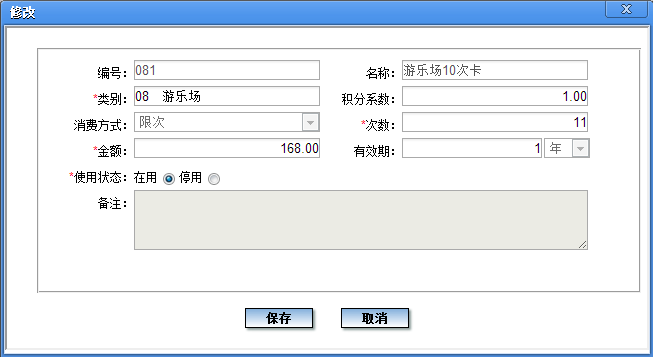 修改
编号: 081 名称: 游乐场10次卡
*类别: 08 游乐场 积分系数: 1.00
消费方式: 限次 *次数: 11
*金额: 168.00 有效期: 1 年
*使用状态: 在用 停用
备注:
保存 取消